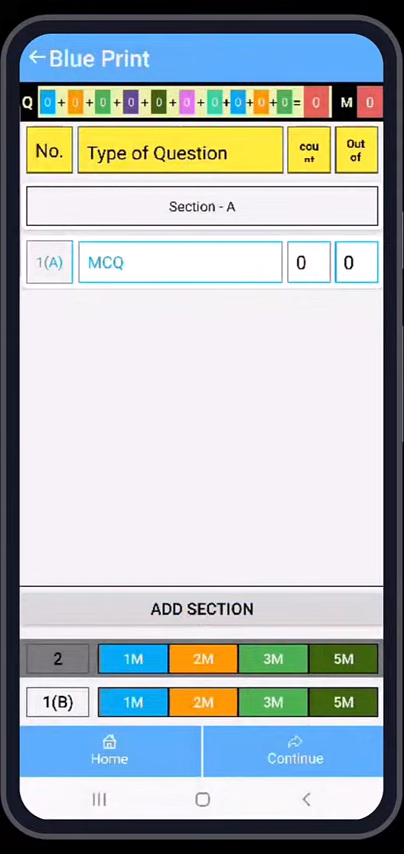 ←Blue Print
Q 0 + 0 + 0 + 0 + 0 + 0 + 0 + 0 + 0 + 0 = 0 M 0
No. Type of Question cou
nt Out
of
Section - A
1(A) MCQ 0 0
ADD SECTION
2 1M 2M 3M 5M
1(B) 1M 2M 3M 5M
Home Continue